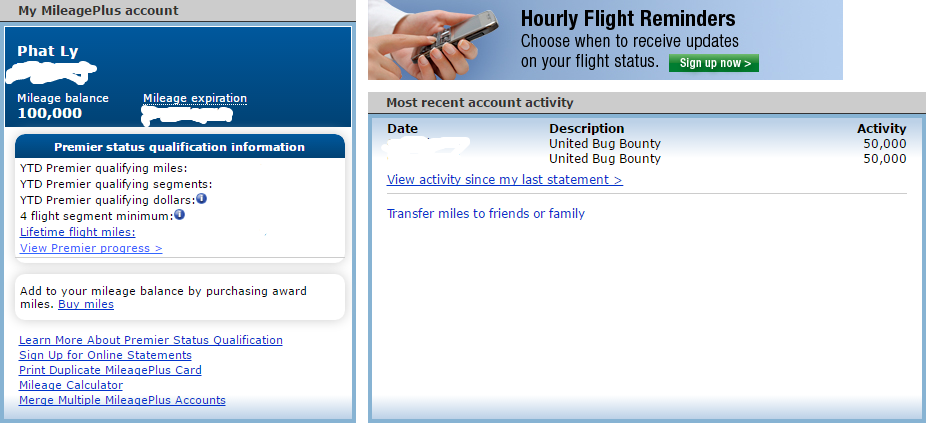 My MileagePlus account
Phat Ly
Mileage balance
Mileage expiration
100,000
Premier status qualification information
YTD Premier qualifying miles:
YTD Premier qualifying segments:
YTD Premier qualifying dollars:
4 flight segment minimum:
Lifetime flight miles:
View Premier progress >
Add to your mileage balance by purchasing award
miles. Buy miles
Learn More About Premier Status Qualification
Sign Up for Online Statements
Print Duplicate MileagePlus Card
Mileage Calculator
Merge Multiple MileagePlus Accounts
Hourly Flight Reminders
Choose when to receive updates
on your flight status. Sign up now >
Most recent account activity
Date Description Activity
United Bug Bounty 50,000
United Bug Bounty 50,000
View activity since my last statement >
Transfer miles to friends or family